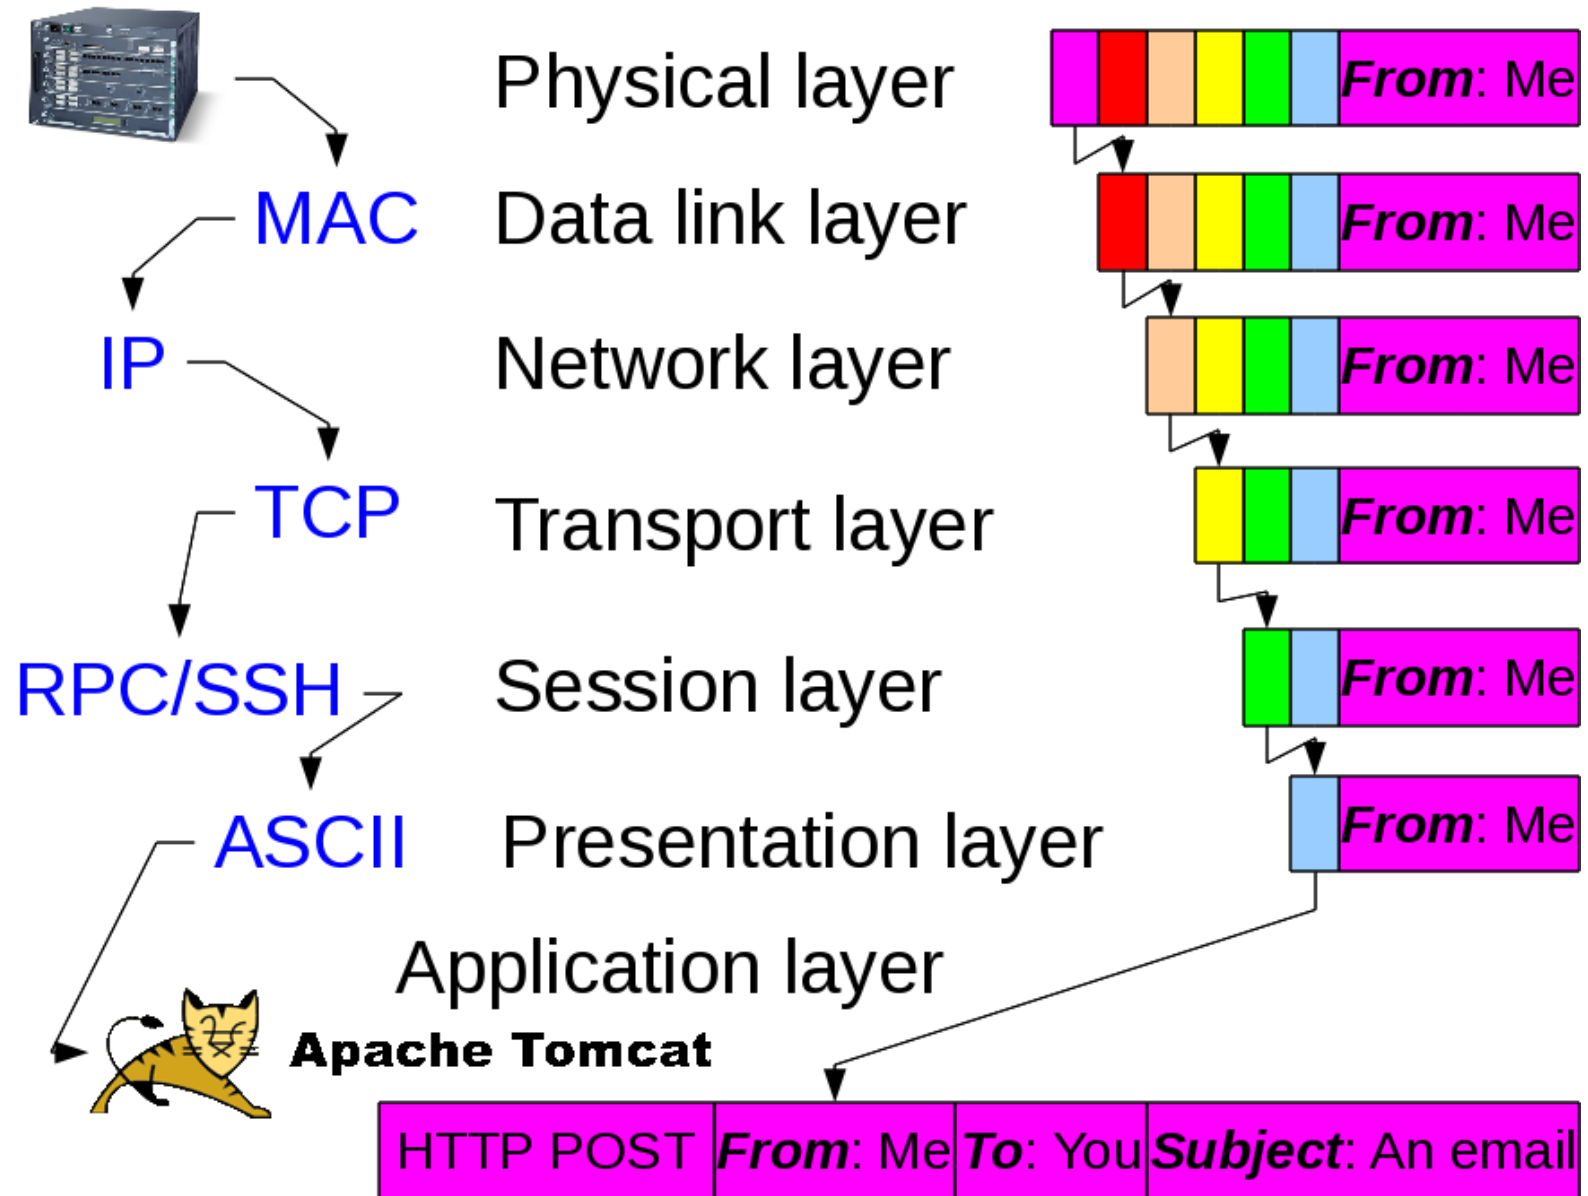 Physical layer
From: Me
MAC
Data link layer
From: Me
IP
Network layer
From: Me
TCP
Transport layer
From: Me
RPC/SSH
Session layer
From: Me
ASCII
Presentation layer
From: Me
Application layer
Apache Tomcat
HTTP POST From: Me To: You Subject: An email